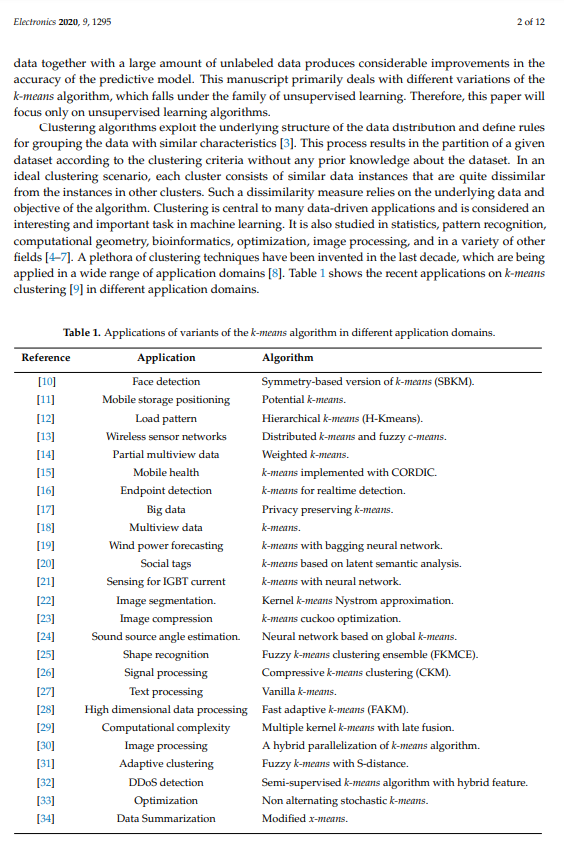 Electronics 2020, 9, 1295 2 of 12
data together with a large amount of unlabeled data produces considerable improvements in the
accuracy of the predictive model. This manuscript primarily deals with different variations of the
k-means algorithm, which falls under the family of unsupervised learning. Therefore, this paper will
focus only on unsupervised learning algorithms.
Clustering algorithms exploit the underlying structure of the data distribution and define rules
for grouping the data with similar characteristics [3]. This process results in the partition of a given
dataset according to the clustering criteria without any prior knowledge about the dataset. In an
ideal clustering scenario, each cluster consists of similar data instances that are quite dissimilar
from the instances in other clusters. Such a dissimilarity measure relies on the underlying data and
objective of the algorithm. Clustering is central to many data-driven applications and is considered an
interesting and important task in machine learning. It is also studied in statistics, pattern recognition,
computational geometry, bioinformatics, optimization, image processing, and in a variety of other
fields [4–7]. A plethora of clustering techniques have been invented in the last decade, which are being
applied in a wide range of application domains [8]. Table 1 shows the recent applications on k-means
clustering [9] in different application domains.
Table 1. Applications of variants of the k-means algorithm in different application domains.
Reference Application Algorithm
[10] Face detection Symmetry-based version of k-means (SBKM).
[11] Mobile storage positioning Potential k-means.
[12] Load pattern Hierarchical k-means (H-Kmeans).
[13] Wireless sensor networks Distributed k-means and fuzzy c-means.
[14] Partial multiview data Weighted k-means.
[15] Mobile health k-means implemented with CORDIC.
[16] Endpoint detection k-means for realtime detection.
[17] Big data Privacy preserving k-means.
[18] Multiview data k-means.
[19] Wind power forecasting k-means with bagging neural network.
[20] Social tags k-means based on latent semantic analysis.
[21] Sensing for IGBT current k-means with neural network.
[22] Image segmentation. Kernel k-means Nystrom approximation.
[23] Image compression k-means cuckoo optimization.
[24] Sound source angle estimation. Neural network based on global k-means.
[25] Shape recognition Fuzzy k-means clustering ensemble (FKMCE).
[26] Signal processing Compressive k-means clustering (CKM).
[27] Text processing Vanilla k-means.
[28] High dimensional data processing Fast adaptive k-means (FAKM).
[29] Computational complexity Multiple kernel k-means with late fusion.
[30] Image processing A hybrid parallelization of k-means algorithm.
[31] Adaptive clustering Fuzzy k-means with S-distance.
[32] DDoS detection Semi-supervised k-means algorithm with hybrid feature.
[33] Optimization Non alternating stochastic k-means.
[34] Data Summarization Modified x-means.